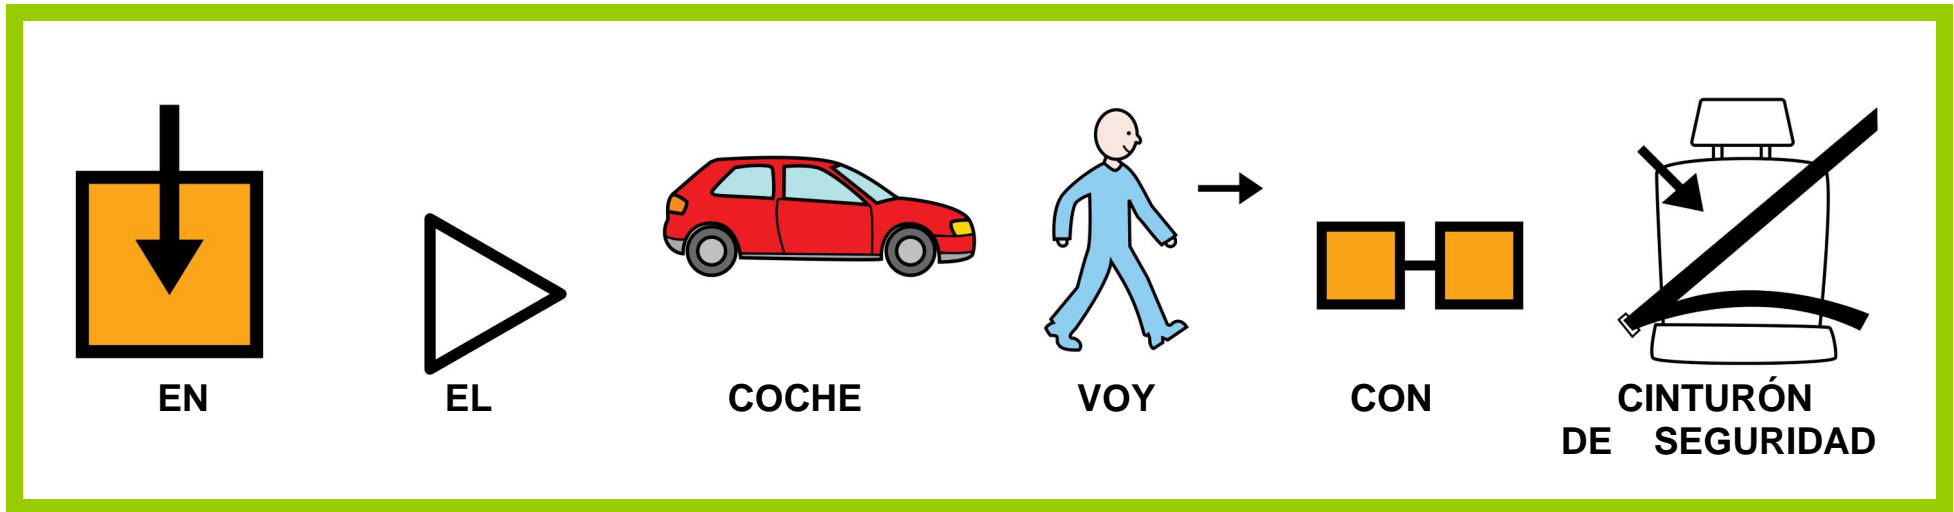 EN EL COCHE VOY CON CINTURÓN
DE SEGURIDAD